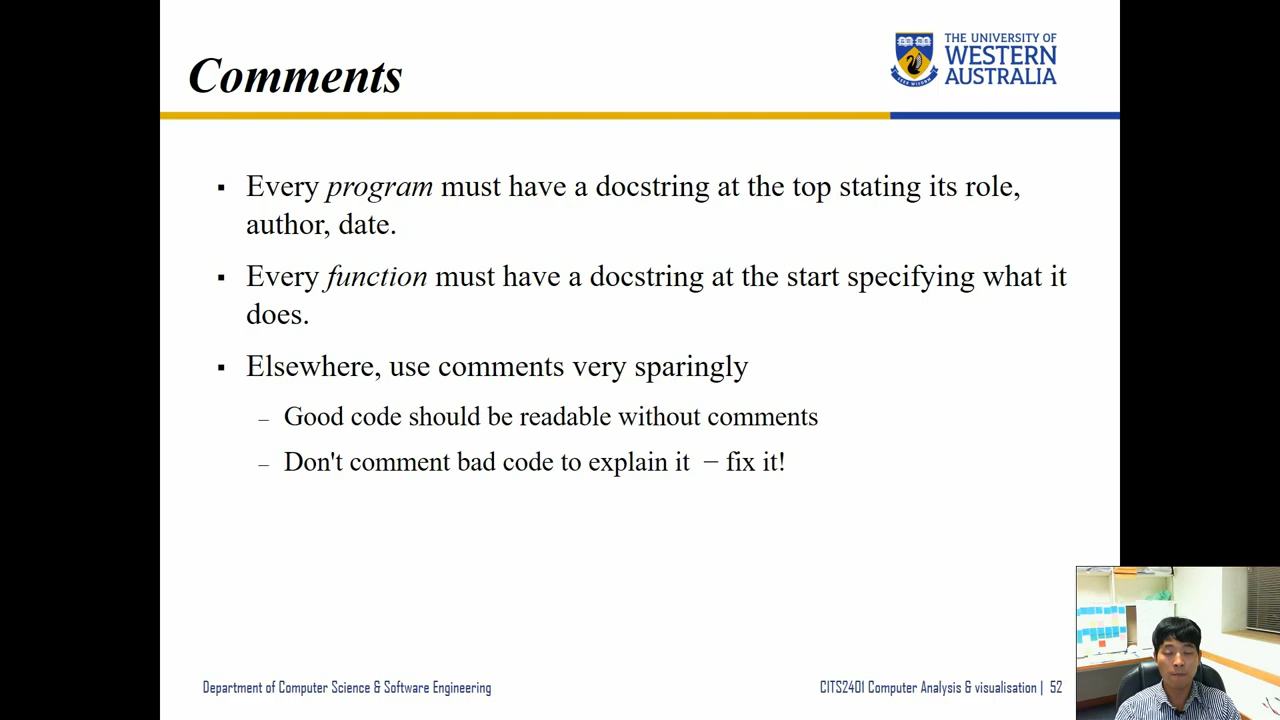 Comments
THE UNIVERSITY OF
WESTERN
AUSTRALIA
Every program must have a docstring at the top stating its role,
author, date.
Every function must have a docstring at the start specifying what it
does.
Elsewhere, use comments very sparingly
– Good code should be readable without comments
– Don't comment bad code to explain it – fix it!
Department of Computer Science & Software Engineering
CITS2401 Computer Analysis & visualisation | 52